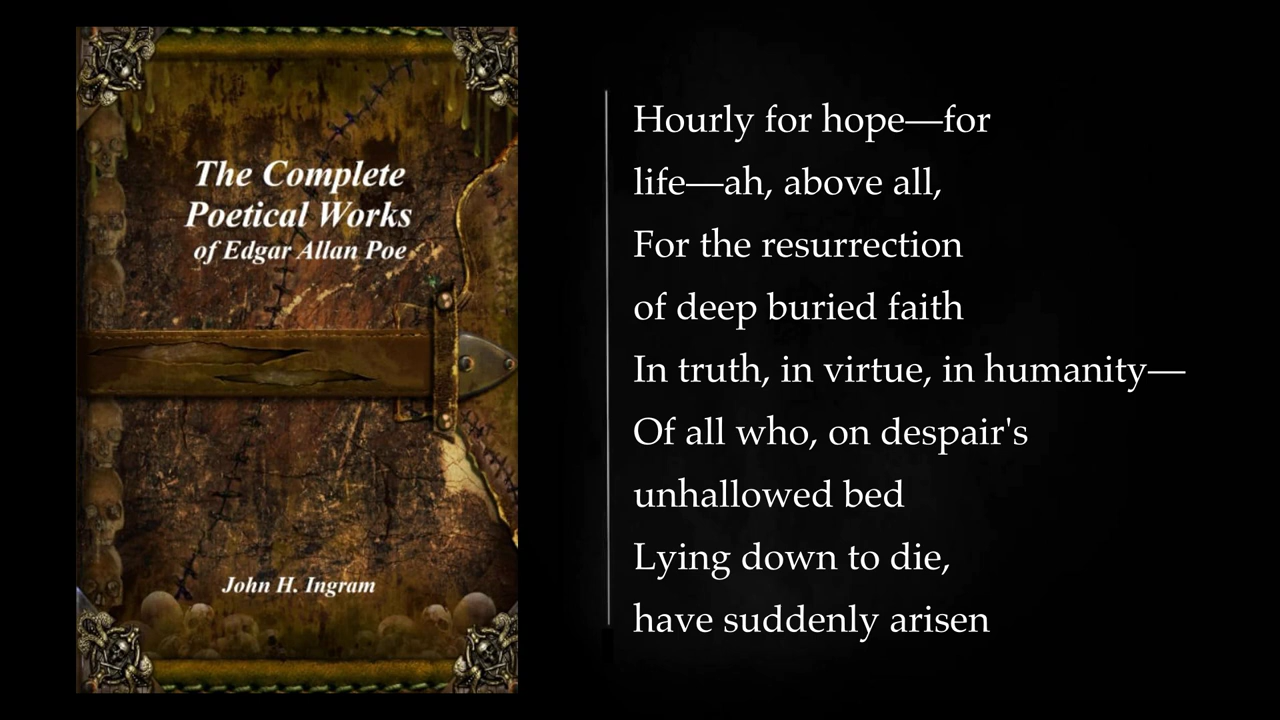 The Complete
Poetical Works
of Edgar Allan Poe
John H. Ingram
Hourly for hope—for
life—ah, above all,
For the resurrection
of deep buried faith
In truth, in virtue, in humanity—
Of all who, on despair's
unhallowed bed
Lying down to die,
have suddenly arisen